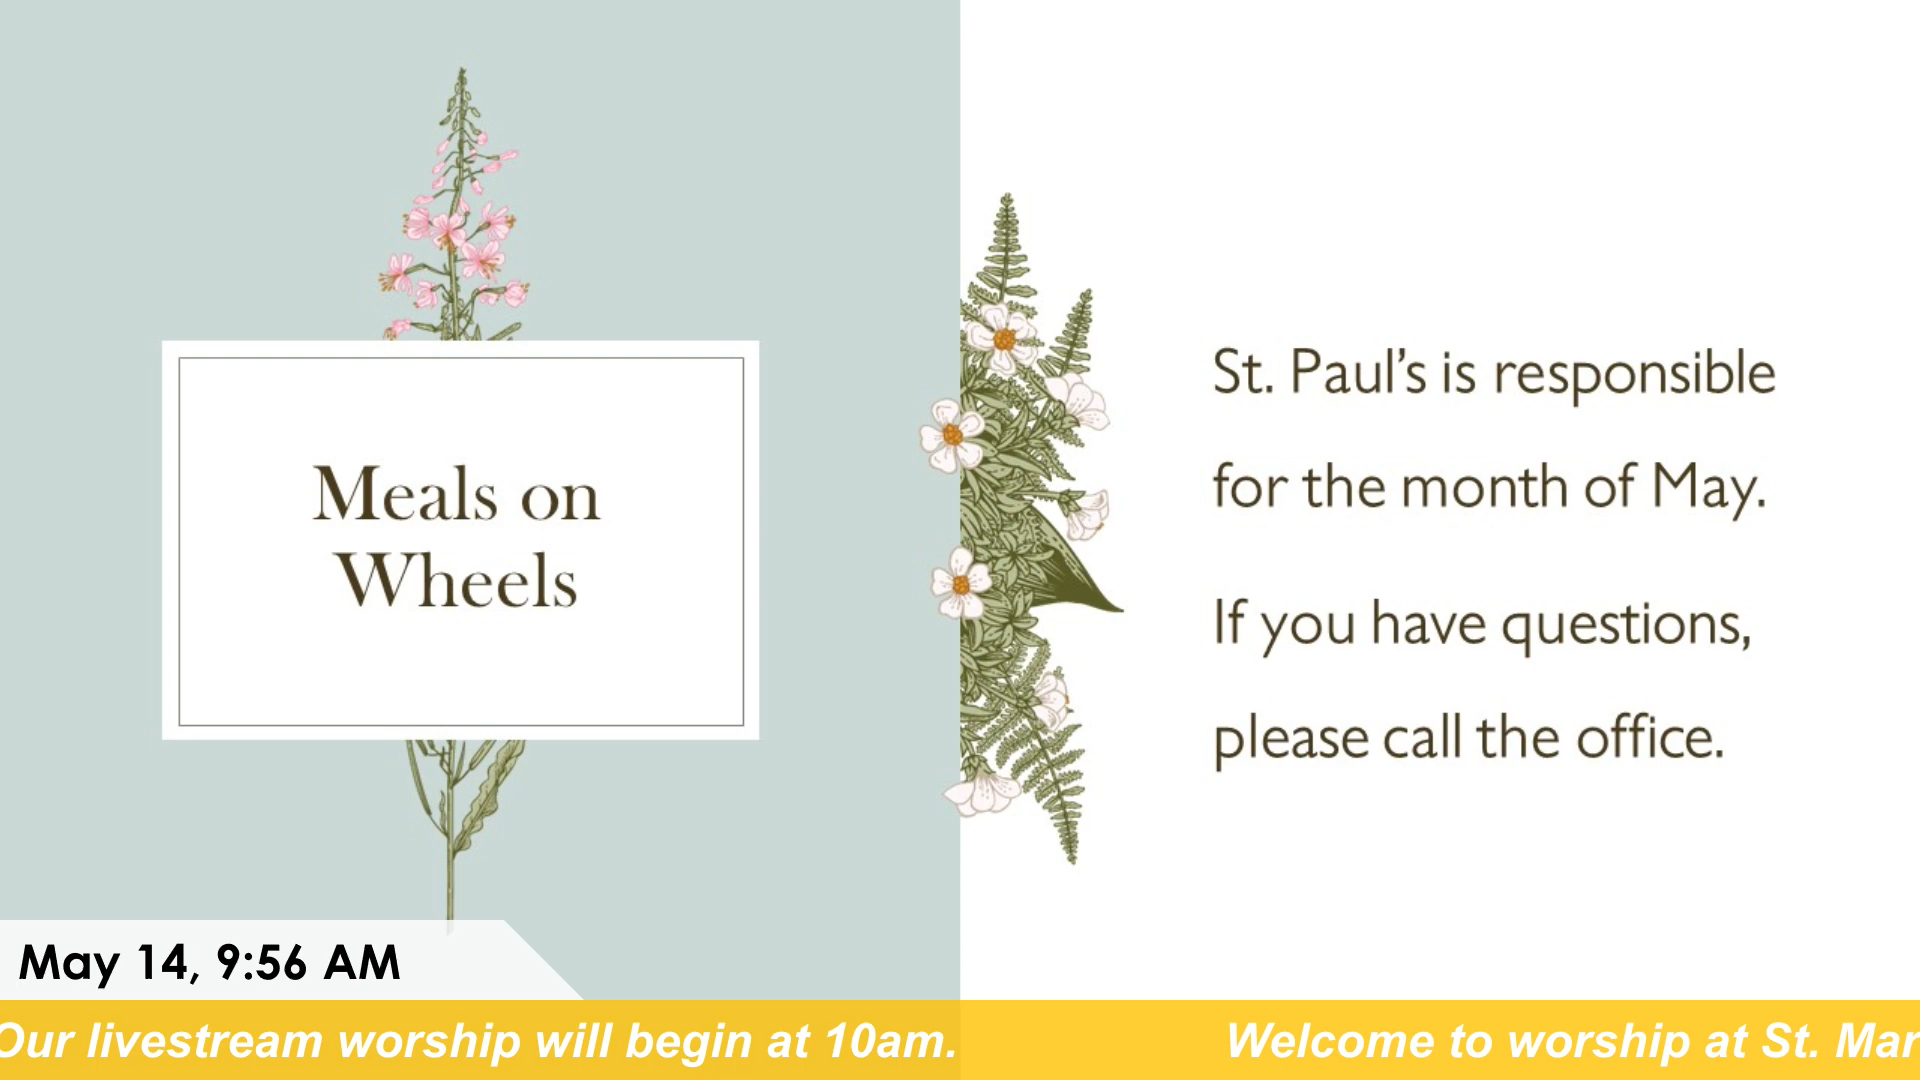 Meals on
Wheels
St. Paul’s is responsible
for the month of May.
If you have questions,
please call the office.
May 14, 9:56 AM
Our livestream worship will begin at 10am.
Welcome to worship at St. Mar